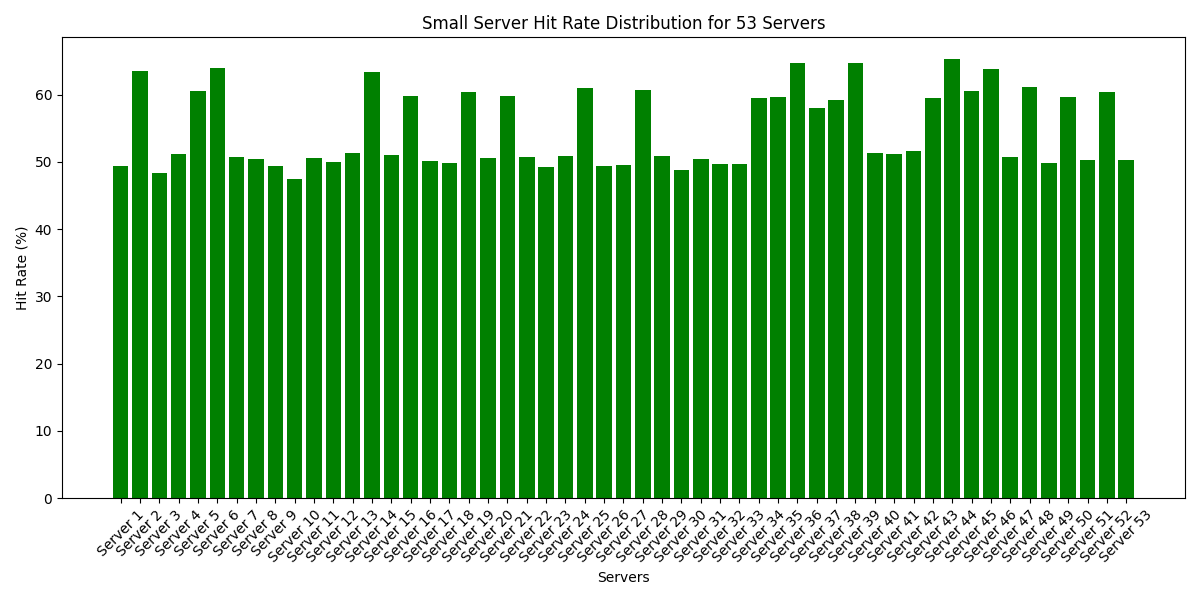 Small Server Hit Rate Distribution for 53 Servers
Hit Rate (%)
60
50
40
30
20
10
0
Server 1
Server 2
Server 3
Server 4
Server 5
Server 6
Server 7
Server 8
Server 9
Server 10
Server 11
Server 12
Server 13
Server 14
Server 15
Server 16
Server 17
Server 18
Server 19
Server 20
Server 21
Server 22
Server 23
Server 24
Server 25
Server 26
Server 27
Server 28
Server 29
Server 30
Server 31
Server 32
Server 33
Server 34
Server 35
Server 36
Server 37
Server 38
Server 39
Server 40
Server 41
Server 42
Server 43
Server 44
Server 45
Server 46
Server 47
Server 48
Server 49
Server 50
Server 51
Server 52
Server 53
Servers